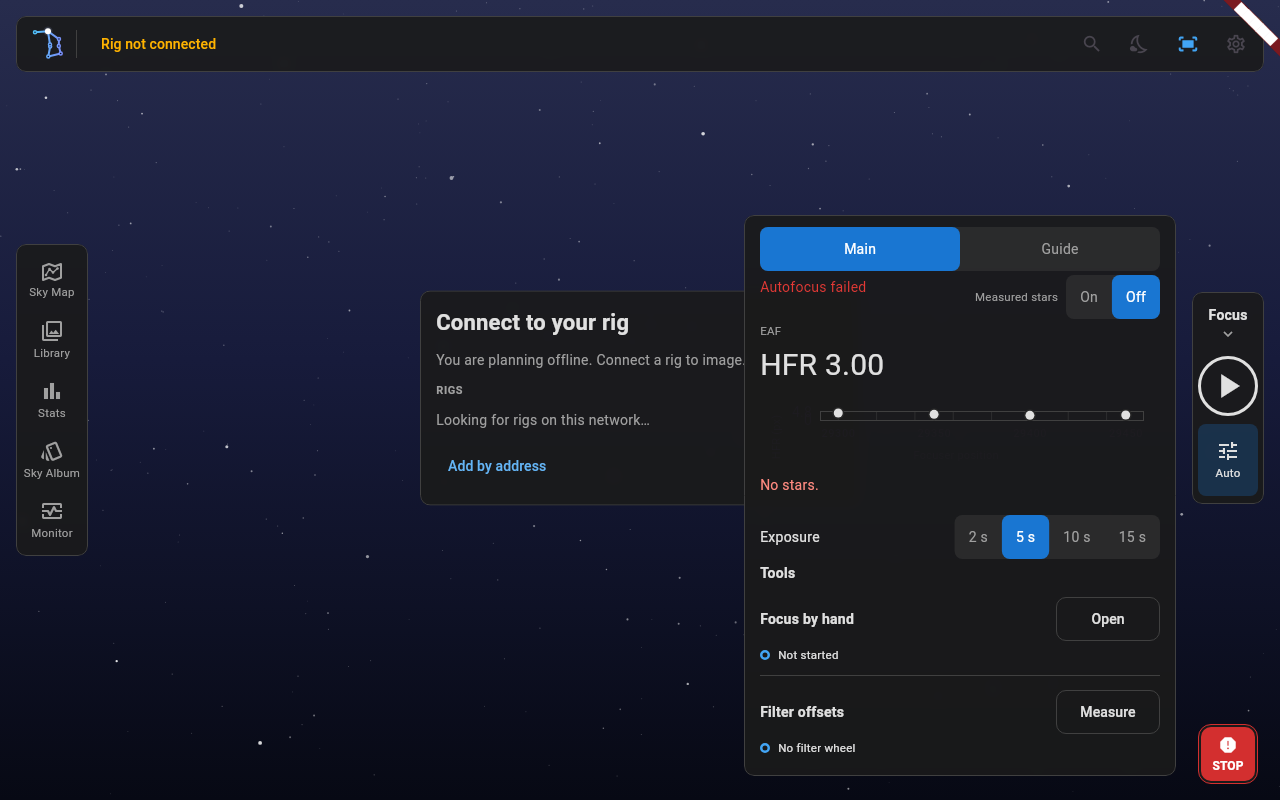 Rig not connected
Sky Map
Library
Stats
Sky Album
Monitor
Connect to your rig
You are planning offline. Connect a rig to image.
RIGS
Looking for rigs on this network…
Add by address
Main
Guide
Autofocus failed
Measured stars
On
Off
EAF
HFR 3.00
No stars.
Exposure
2 s
5 s
10 s
15 s
Tools
Focus by hand
Open
Not started
Filter offsets
Measure
No filter wheel
Focus
Auto
STOP